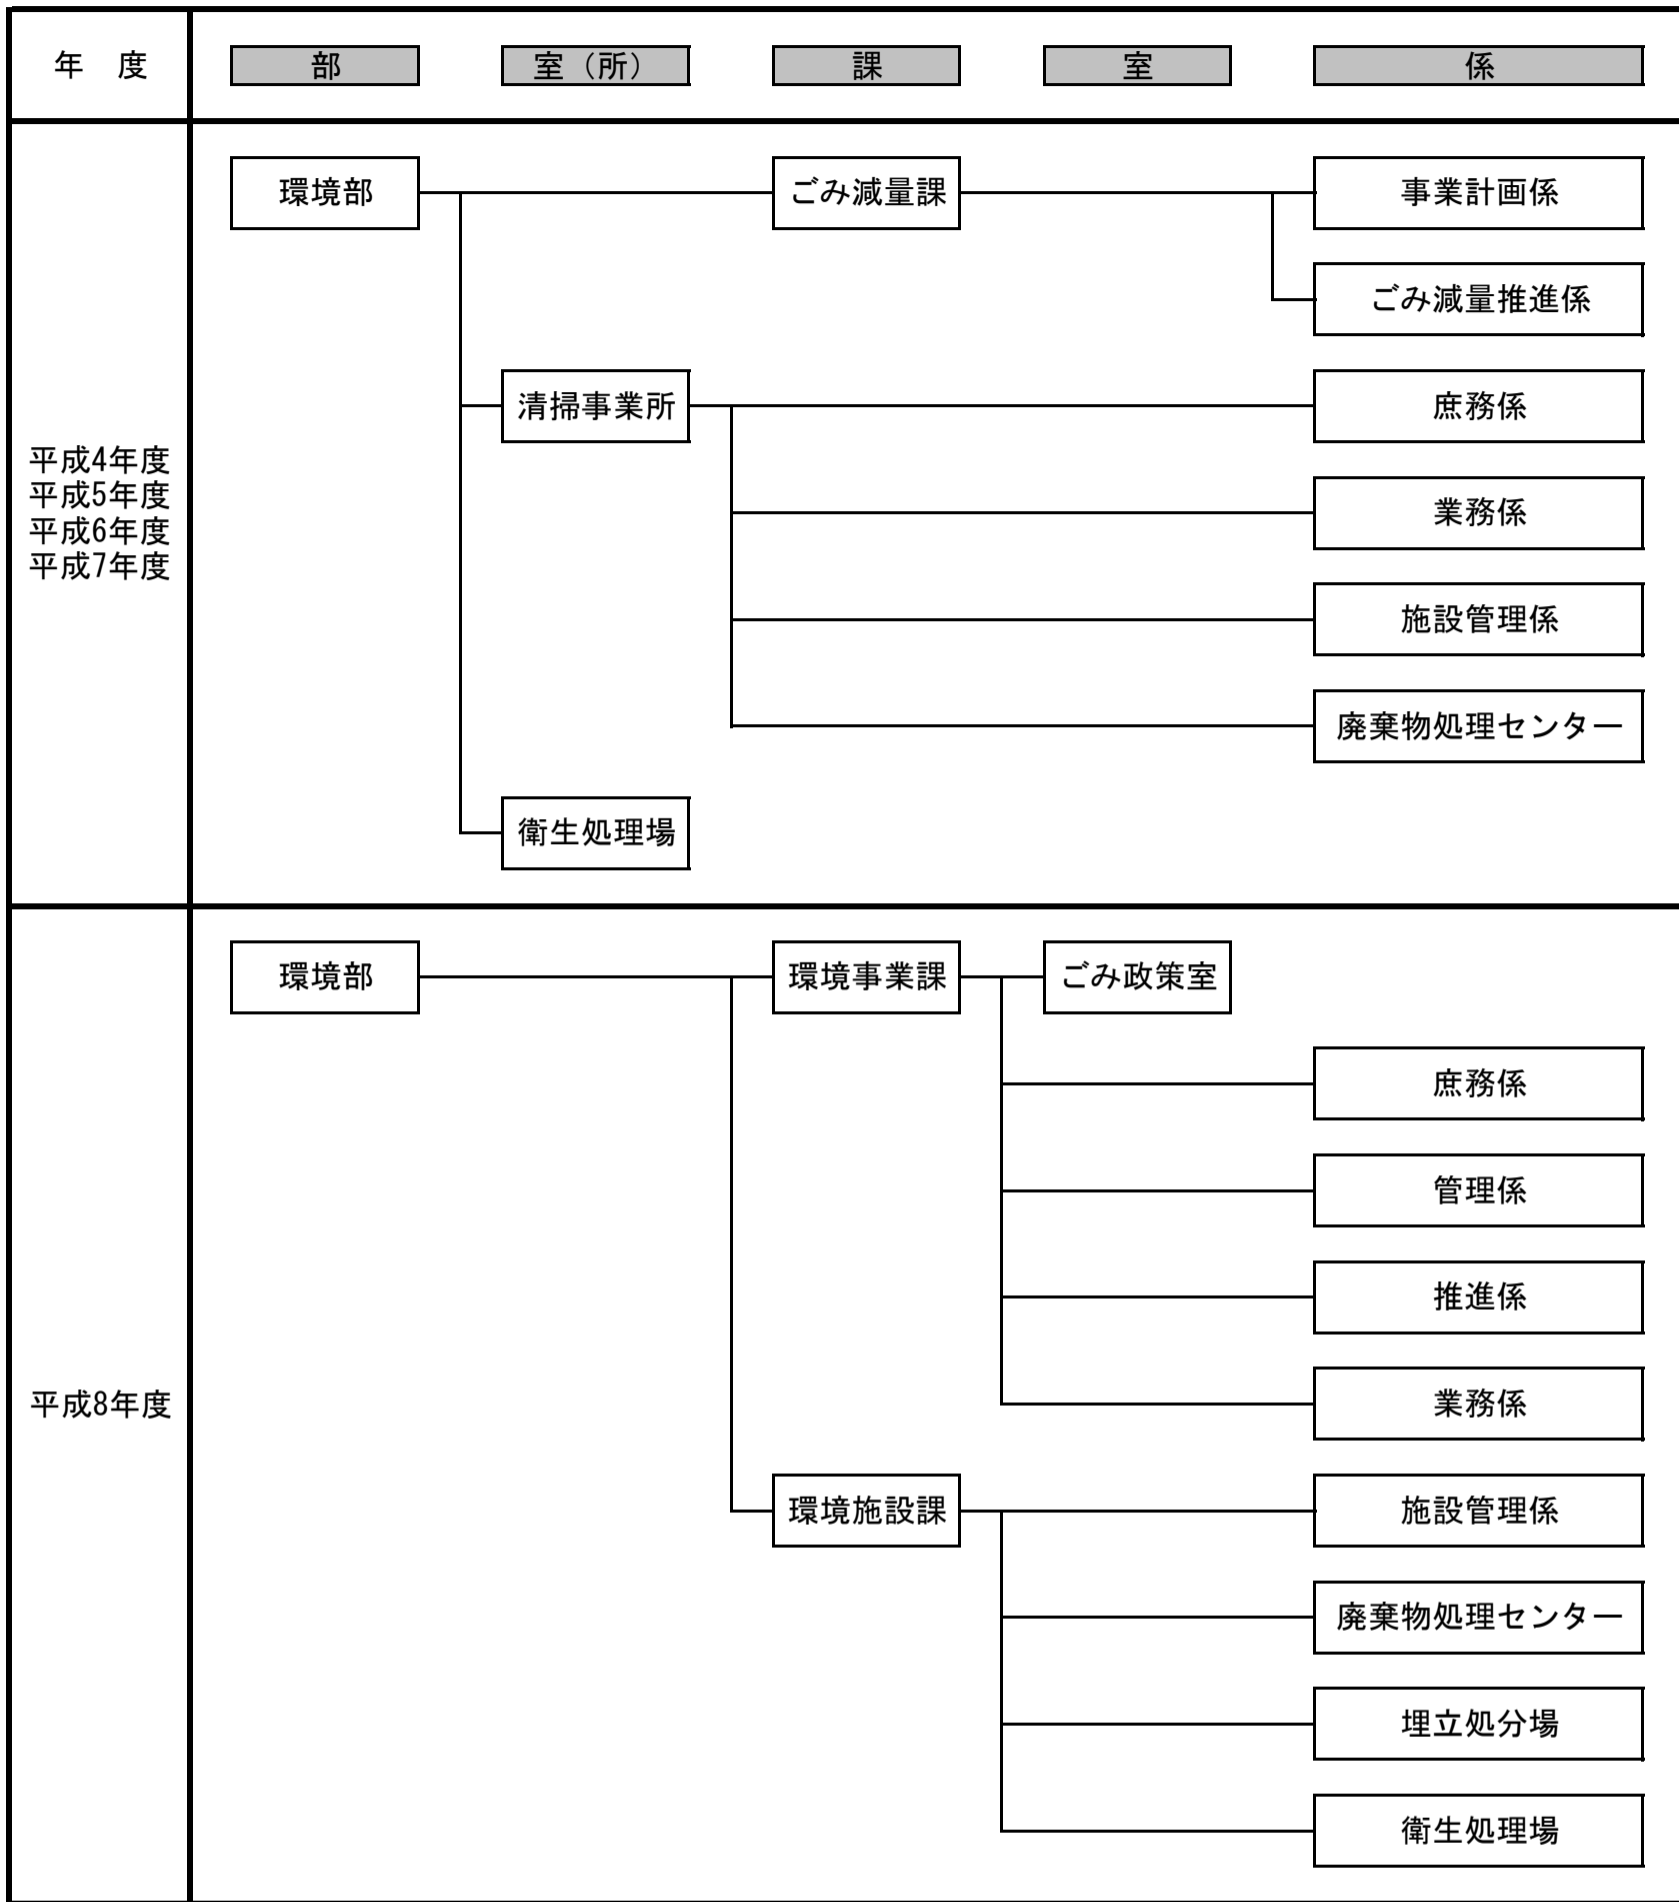 年　度
部
室（所）
課
室
係
平成4年度
平成5年度
平成6年度
平成7年度
環境部
ごみ減量課
事業計画係
ごみ減量推進係
清掃事業所
庶務係
業務係
施設管理係
廃棄物処理センター
衛生処理場
平成8年度
環境部
環境事業課
ごみ政策室
庶務係
管理係
推進係
業務係
環境施設課
施設管理係
廃棄物処理センター
埋立処分場
衛生処理場